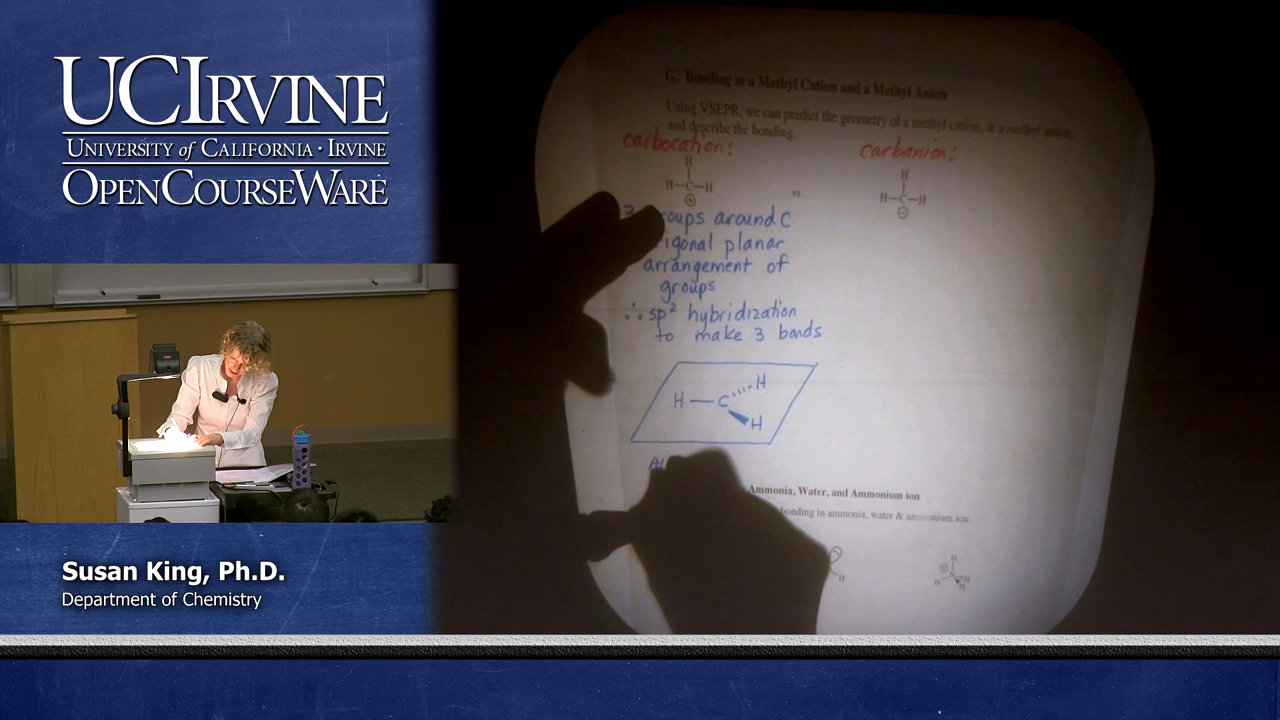 UCIRVINE
UNIVERSITY of CALIFORNIA · IRVINE
OPENCOURSEWARE
Susan King, Ph.D.
Department of Chemistry
G. Bonding in a Methyl Cation and a Methyl Anion
Using VSEPR, we can predict the geometry of a methyl cation, & a methyl anion,
and describe the bonding.
carbocation:
carbanion:
H
H—C—H
⊕
vs.
H
H—C—H
⊖
3 groups around C
trigonal planar
arrangement of
groups
∴ sp² hybridization
to make 3 bonds
H
H — C
H
Ammonia, Water, and Ammonium ion
bonding in ammonia, water & ammonium ion:
H
H
⊕
H
H
H